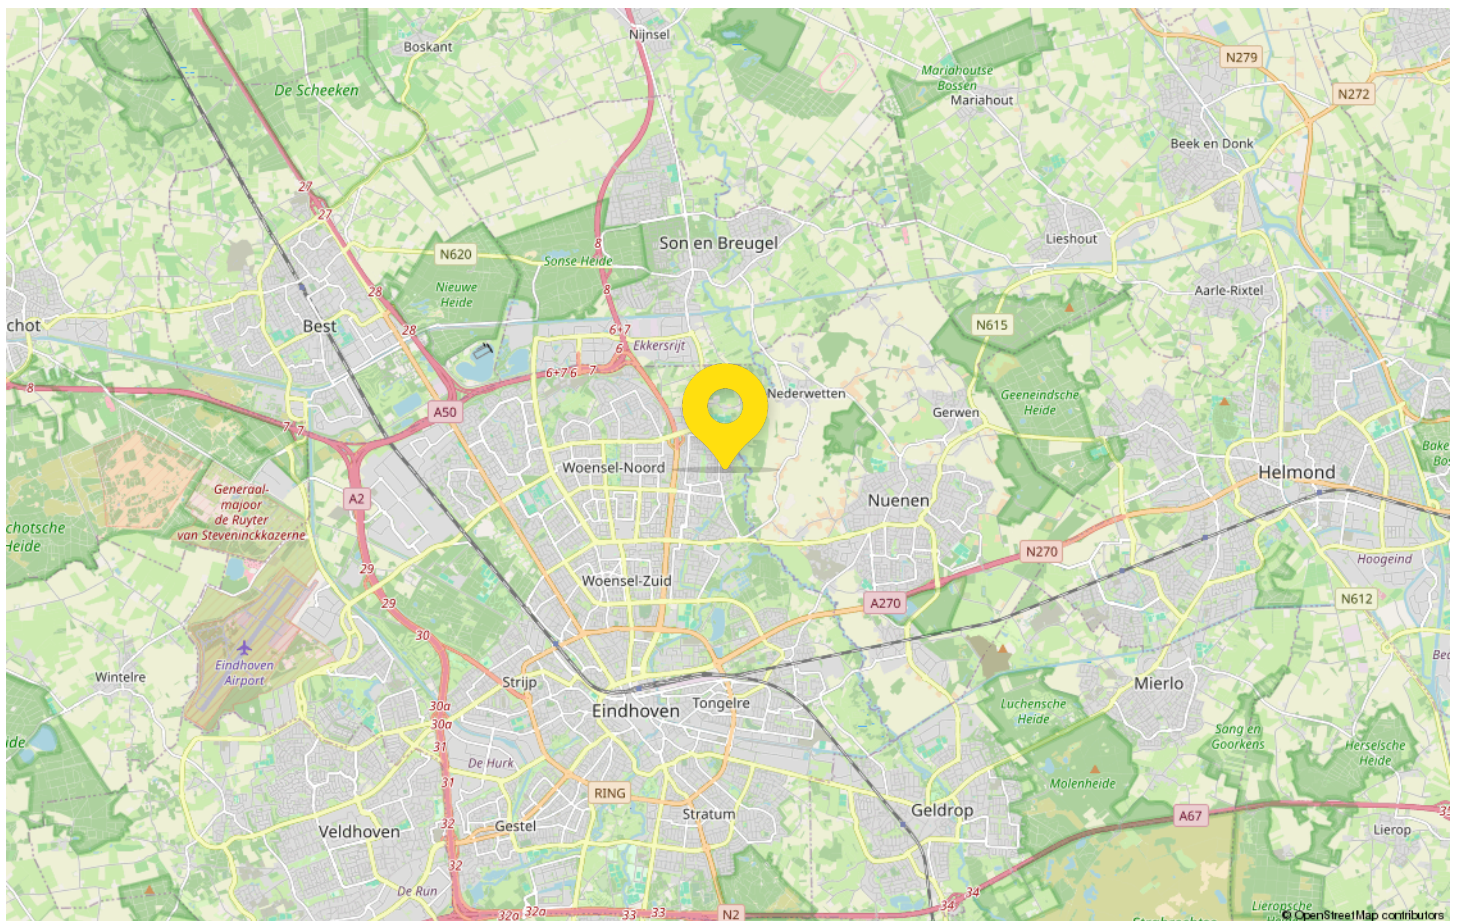 Nijnsel
Boskant
N279
De Scheeken
Mariahoutse
Bossen
Mariahout
N272
Beek en Donk
27
27
Son en Breugel
Lieshout
8
N620
Sonse Heide
8
Nieuwe
Heide
28
Aarle-Rixtel
chot
Best
28
6+7
6
Ekkersrijt
N615
6+7 6
7
8
Nederwetten
Geeneindsche
Heide
A50
Gerwen
7
7
Woensel-Noord
Helmond
A2
Generaal-
majoor
de Ruyter
van Steveninckkazerne
Nuenen
chotsche
Heide
N270
Hoogeind
29
Woensel-Zuid
29
A270
N612
30
Eindhoven
Airport
Wintelre
Strijp
Mierlo
30a
30a
Eindhoven
Tongelre
Luchensche
Heide
31
Sang en
Goorkens
Herselsche
Heide
ide
De Hurk
31
Molenheide
RING
Geldrop
32
Gestel
Stratum
A67
Veldhoven
Lierop
32
De Run
34
34
32a
32a
33
33
N2
Lieropsche
© OpenStreetMap contributors